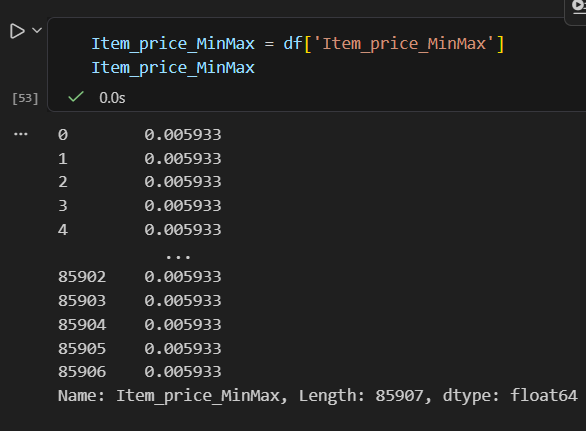 Item_price_MinMax = df['Item_price_MinMax']
Item_price_MinMax
[53]
0.0s
... 0 0.005933
1 0.005933
2 0.005933
3 0.005933
4 0.005933
...
85902 0.005933
85903 0.005933
85904 0.005933
85905 0.005933
85906 0.005933
Name: Item_price_MinMax, Length: 85907, dtype: float64